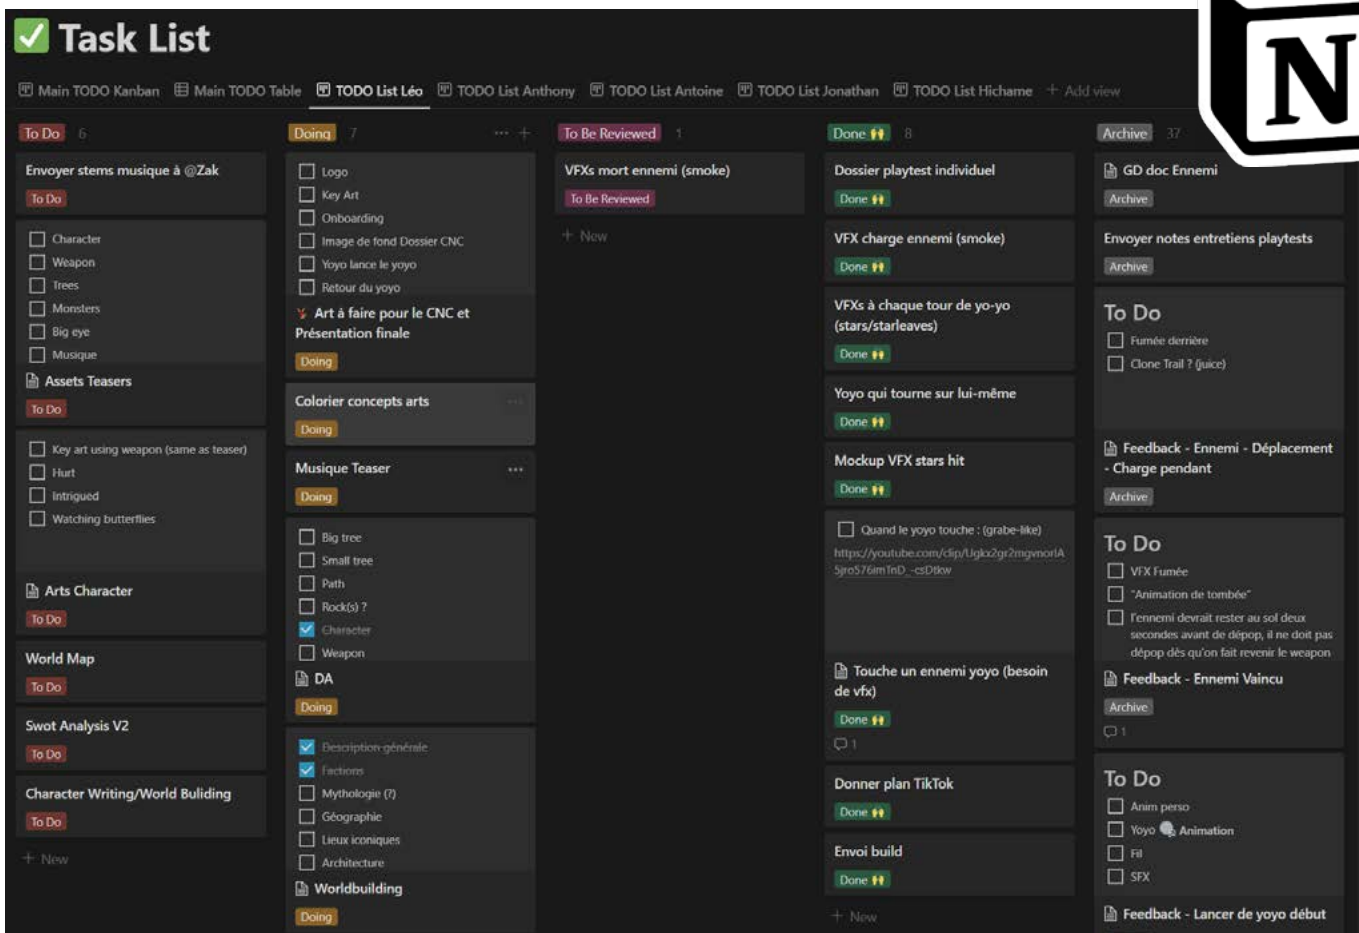 Task List
Main TODO Kanban
Main TODO Table
TODO List Léo
TODO List Anthony
TODO List Antoine
TODO List Jonathan
TODO List Hichame
+ Add view
N
To Do 6
Envoyer stems musique à @Zak
To Do
Character
Weapon
Trees
Monsters
Big eye
Musique
Assets Teasers
To Do
Key art using weapon (same as teaser)
Hurt
Intrigued
Watching butterflies
Arts Character
To Do
World Map
To Do
Swot Analysis V2
To Do
Character Writing/World Buliding
To Do
+ New
Doing 7
Logo
Key Art
Onboarding
Image de fond Dossier CNC
Yoyo lance le yoyo
Retour du yoyo
Art à faire pour le CNC et
Présentation finale
Doing
Colorier concepts arts
Doing
Musique Teaser
Doing
Big tree
Small tree
Path
Rock(s) ?
Character
Weapon
DA
Doing
Description générale
Factions
Mythologie (?)
Géographie
Lieux iconiques
Architecture
Worldbuilding
Doing
To Be Reviewed 1
VFXs mort ennemi (smoke)
To Be Reviewed
+ New
Done 8
Dossier playtest individuel
Done
VFX charge ennemi (smoke)
Done
VFXs à chaque tour de yo-yo
(stars/starleaves)
Done
Yoyo qui tourne sur lui-même
Done
Mockup VFX stars hit
Done
Quand le yoyo touche : (grabe-like)
Touche un ennemi yoyo (besoin
de vfx)
Done
1
Donner plan TikTok
Done
Envoi build
Done
+ New
Archive 37
GD doc Ennemi
Archive
Envoyer notes entretiens playtests
Archive
To Do
Fumée derrière
Clone Trail ? (juice)
Feedback - Ennemi - Déplacement
- Charge pendant
Archive
To Do
VFX Fumée
"Animation de tombée"
l'ennemi devrait rester au sol deux
secondes avant de dépop, il ne doit pas
dépop dès qu'on fait revenir le weapon
Feedback - Ennemi Vaincu
Archive
1
To Do
Anim perso
Yoyo Animation
Fil
SFX
Feedback - Lancer de yoyo début